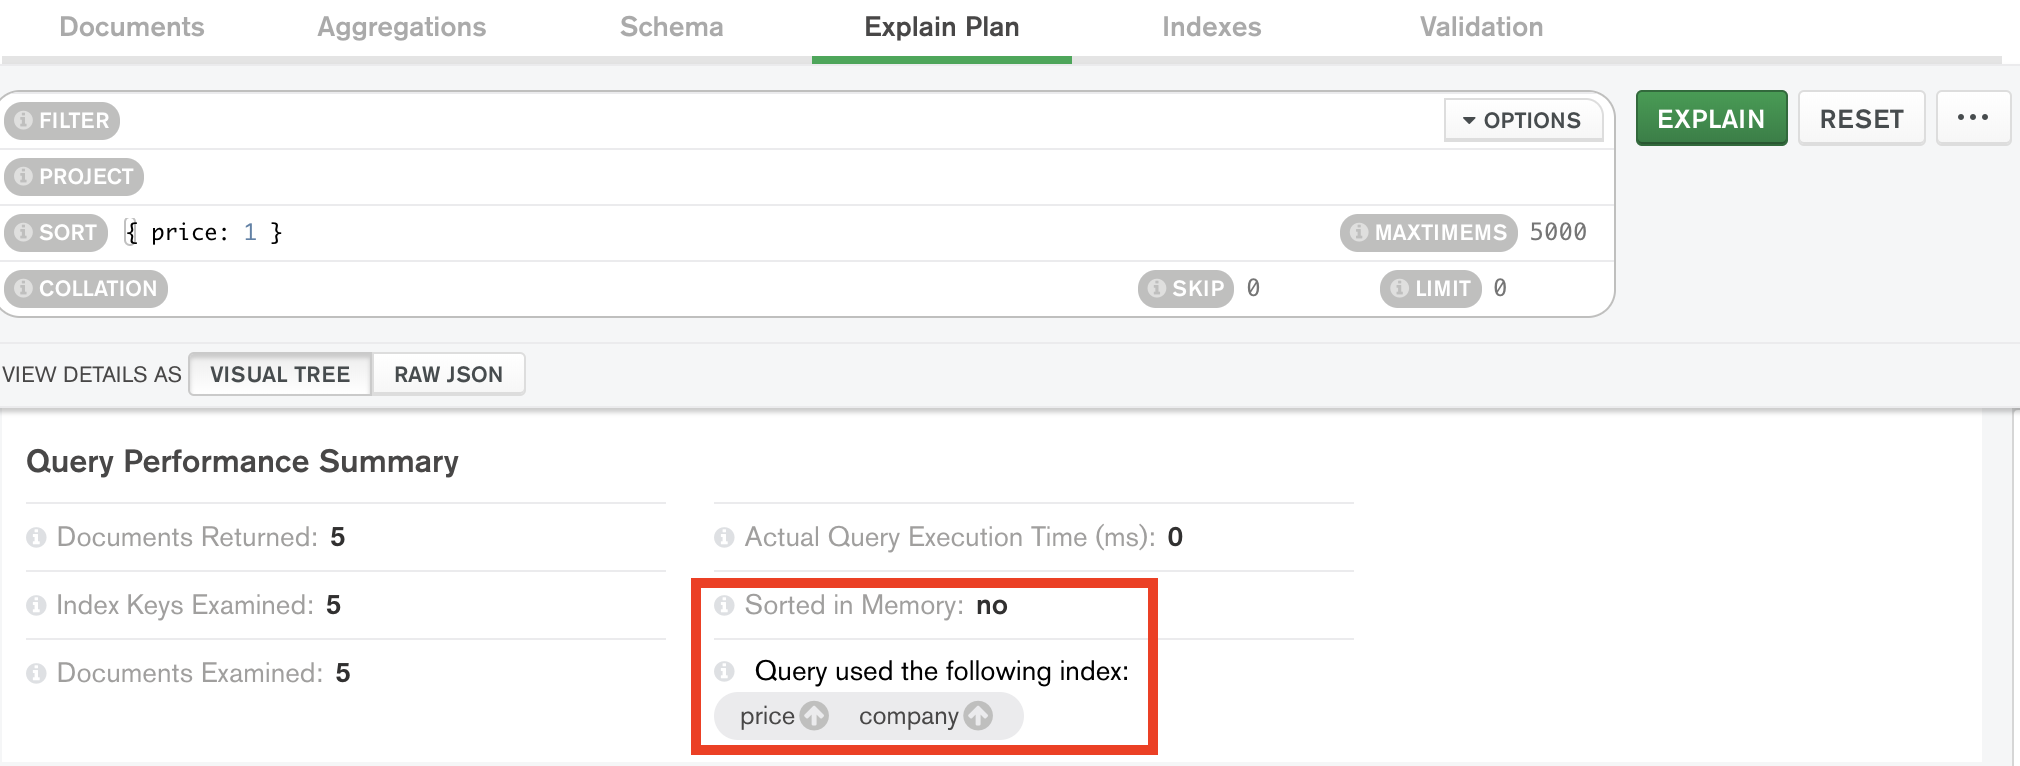 Documents Aggregations Schema Explain Plan Indexes Validation
FILTER OPTIONS EXPLAIN RESET ...
PROJECT
SORT { price: 1 } MAXTIMEMS 5000
COLLATION SKIP 0 LIMIT 0
VIEW DETAILS AS VISUAL TREE RAW JSON
Query Performance Summary
Documents Returned: 5 Actual Query Execution Time (ms): 0
Index Keys Examined: 5 Sorted in Memory: no
Documents Examined: 5 Query used the following index:
price company